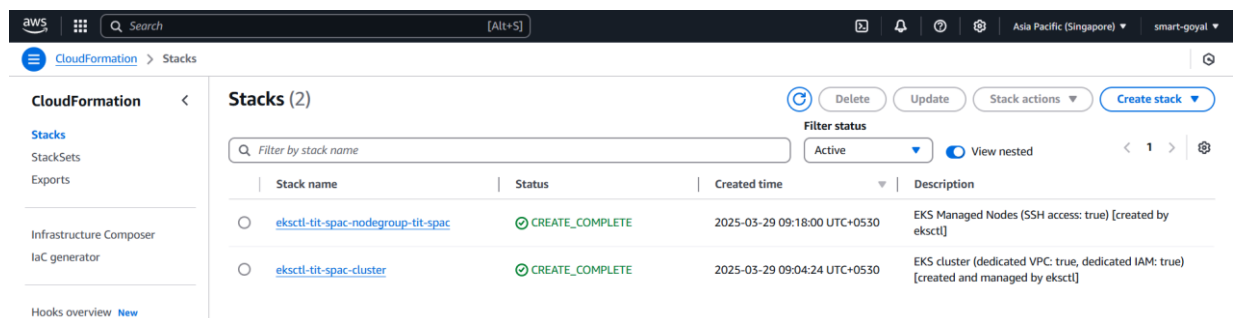 aws
Search [Alt+S] Asia Pacific (Singapore) smart-goyal
CloudFormation > Stacks
CloudFormation
Stacks
StackSets
Exports
Infrastructure Composer
IaC generator
Hooks overview New
Stacks (2) Delete Update Stack actions Create stack
Filter status
Filter by stack name Active View nested 1
Stack name Status Created time Description
eksctl-tit-spac-nodegroup-tit-spac CREATE_COMPLETE 2025-03-29 09:18:00 UTC+0530 EKS Managed Nodes (SSH access: true) [created by
eksctl]
eksctl-tit-spac-cluster CREATE_COMPLETE 2025-03-29 09:04:24 UTC+0530 EKS cluster (dedicated VPC: true, dedicated IAM: true)
[created and managed by eksctl]